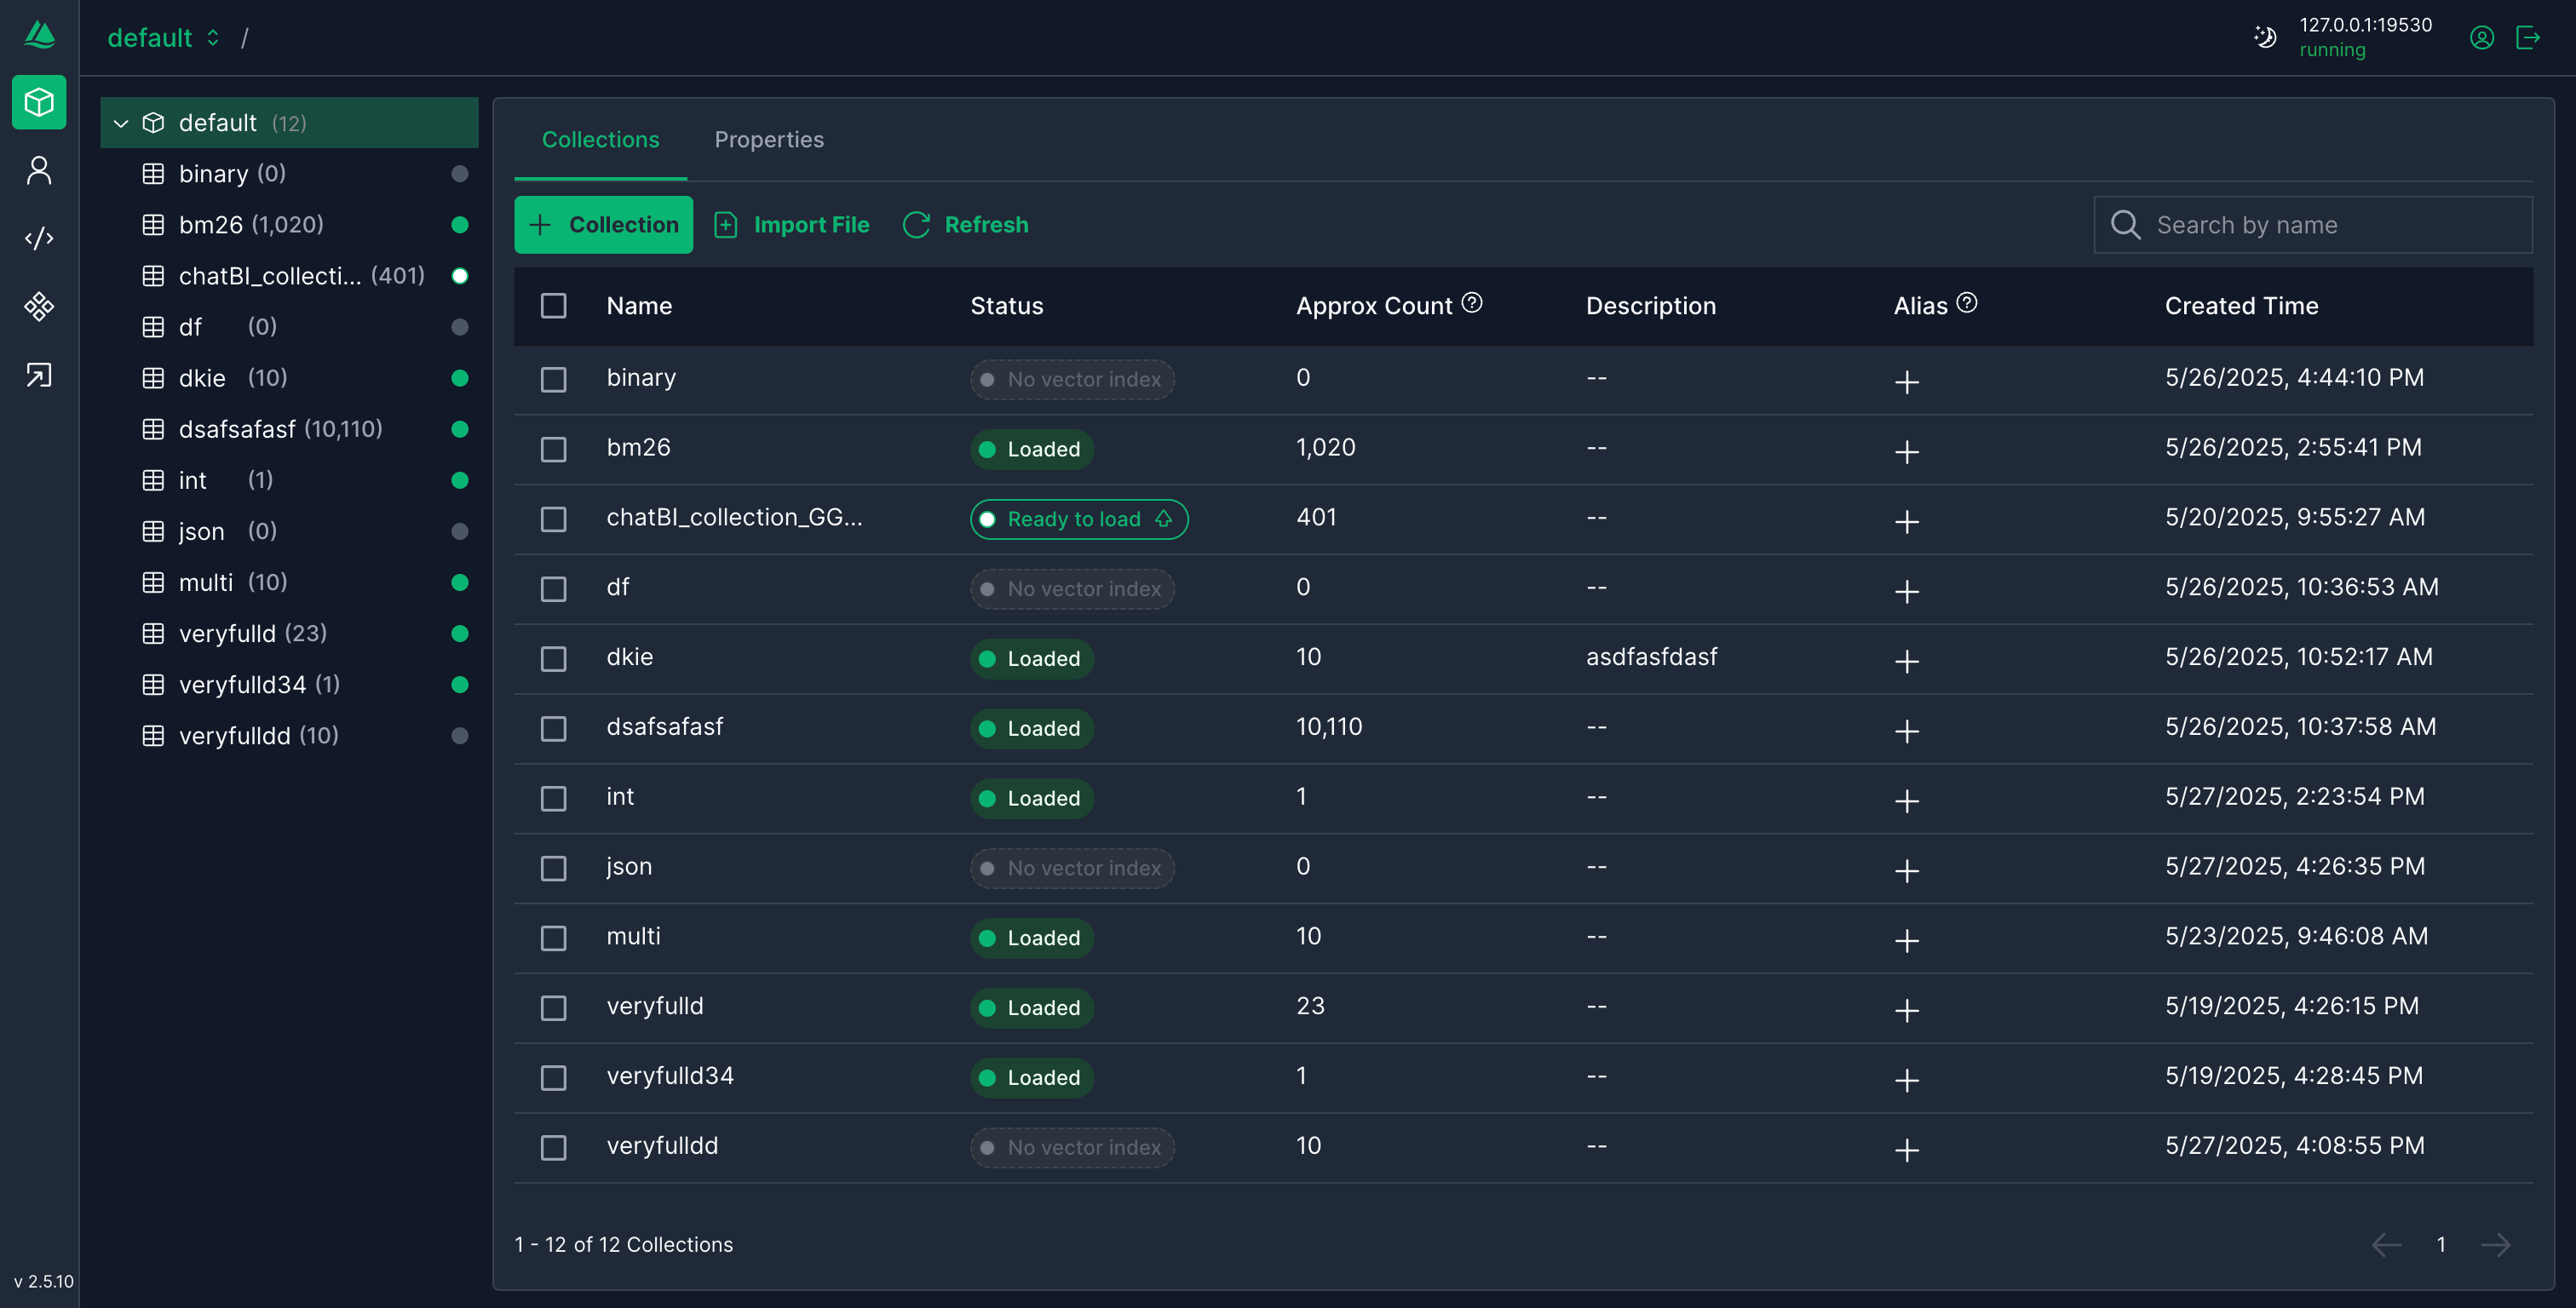 default /
127.0.0.1:19530
running
default (12)
binary (0)
bm26 (1,020)
chatBI_collecti... (401)
df (0)
dkie (10)
dsafsafasf (10,110)
int (1)
json (0)
multi (10)
veryfulld (23)
veryfulld34 (1)
veryfulldd (10)
v 2.5.10
Collections Properties
+ Collection Import File Refresh Search by name
Name Status Approx Count ? Description Alias ? Created Time
binary No vector index 0 -- + 5/26/2025, 4:44:10 PM
bm26 Loaded 1,020 -- + 5/26/2025, 2:55:41 PM
chatBI_collection_GG... Ready to load 401 -- + 5/20/2025, 9:55:27 AM
df No vector index 0 -- + 5/26/2025, 10:36:53 AM
dkie Loaded 10 asdfasfdasf + 5/26/2025, 10:52:17 AM
dsafsafasf Loaded 10,110 -- + 5/26/2025, 10:37:58 AM
int Loaded 1 -- + 5/27/2025, 2:23:54 PM
json No vector index 0 -- + 5/27/2025, 4:26:35 PM
multi Loaded 10 -- + 5/23/2025, 9:46:08 AM
veryfulld Loaded 23 -- + 5/19/2025, 4:26:15 PM
veryfulld34 Loaded 1 -- + 5/19/2025, 4:28:45 PM
veryfulldd No vector index 10 -- + 5/27/2025, 4:08:55 PM
1 - 12 of 12 Collections 1